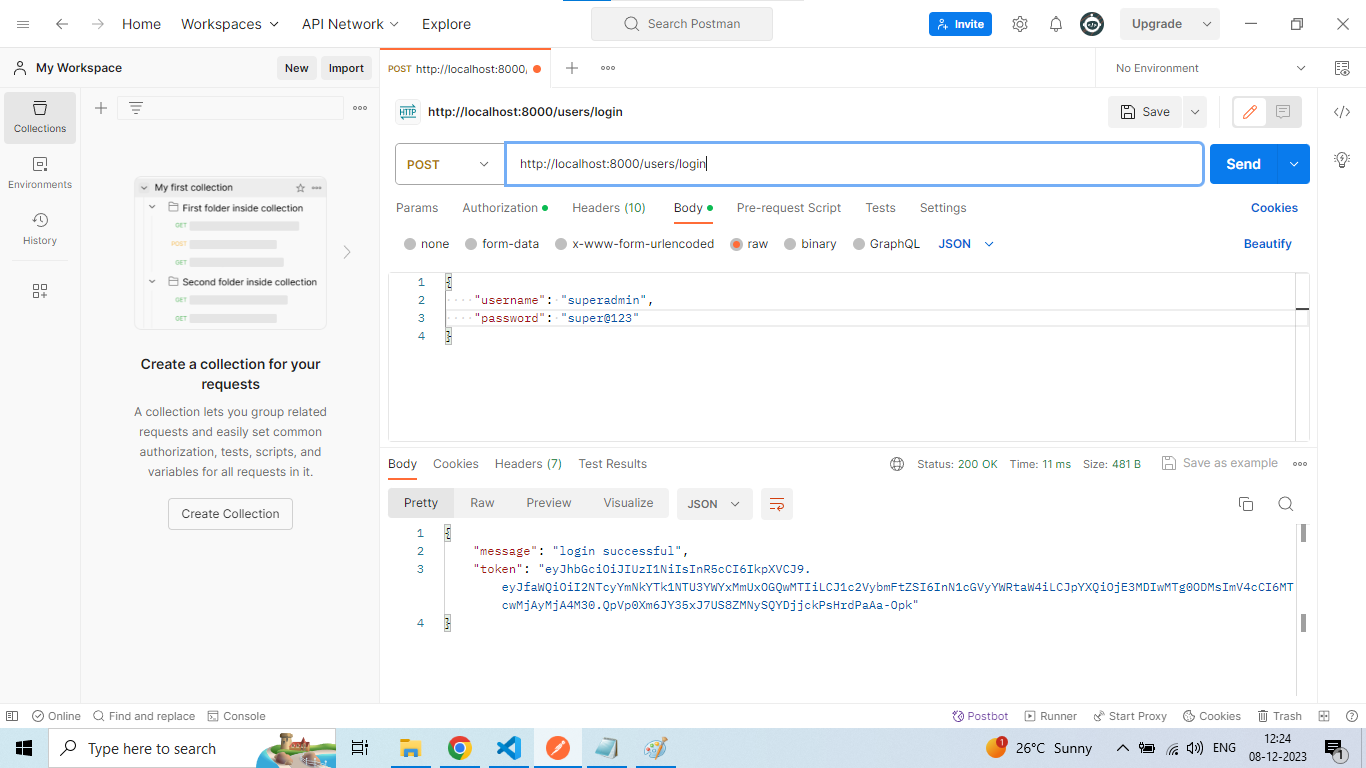 Home Workspaces API Network Explore Search Postman Invite Upgrade
My Workspace New Import POST http://localhost:8000, No Environment
Collections
Environments
History
My first collection
First folder inside collection
GET
POST
GET
Second folder inside collection
GET
GET
Create a collection for your
requests
A collection lets you group related
requests and easily set common
authorization, tests, scripts, and
variables for all requests in it.
Create Collection
HTTP http://localhost:8000/users/login Save
POST http://localhost:8000/users/login Send
Params Authorization Headers (10) Body Pre-request Script Tests Settings Cookies
none form-data x-www-form-urlencoded raw binary GraphQL JSON Beautify
1 {
2 "username": "superadmin",
3 "password": "super@123"
4 }
Body Cookies Headers (7) Test Results Status: 200 OK Time: 11 ms Size: 481 B Save as example
Pretty Raw Preview Visualize JSON
1 {
2 "message": "login successful",
3 "token": "eyJhbGciOiJIUzI1NiIsInR5cCI6IkpXVCJ9.
eyJfaWQiOiI2NTcyYmNkYTk1NTU3YWYxMmUxOGQwMTIiLCJ1c2VybmFtZSI6InN1cGVyYWRtaW4iLCJpYXQiOjE3MDIwMTg0ODMsImV4cCI6MT
cwMjAyMjA4M30.QpVp0Xm6JY35xJ7US8ZMNySQYDjjckPsHrdPaAa-Opk"
4 }
Online Find and replace Console Postbot Runner Start Proxy Cookies Trash
Type here to search 1 26°C Sunny ENG 12:24
08-12-2023 1